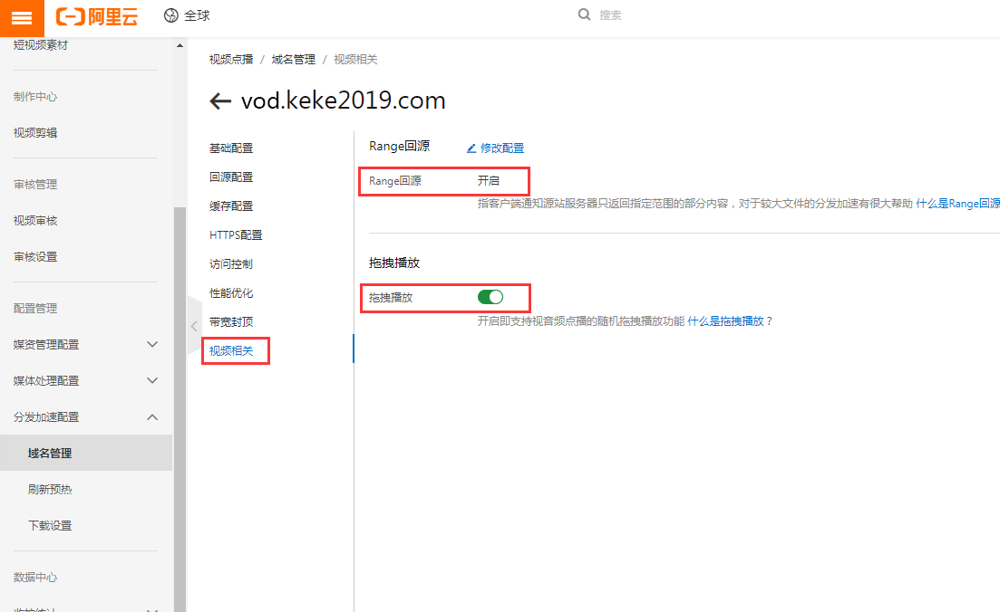 阿里云
全球
搜索
短视频素材
制作中心
视频剪辑
审核管理
视频审核
审核设置
配置管理
媒资管理配置
媒体处理配置
分发加速配置
域名管理
刷新预热
下载设置
数据中心
视频点播 / 域名管理 / 视频相关
vod.keke2019.com
基础配置
回源配置
缓存配置
HTTPS配置
访问控制
性能优化
带宽封顶
视频相关
Range回源 修改配置
Range回源 开启
指客户端通知源站服务器只返回指定范围的部分内容，对于较大文件的分发加速有很大帮助 什么是Range回源
拖拽播放
拖拽播放
开启即支持视音频点播的随机拖拽播放功能 什么是拖拽播放？